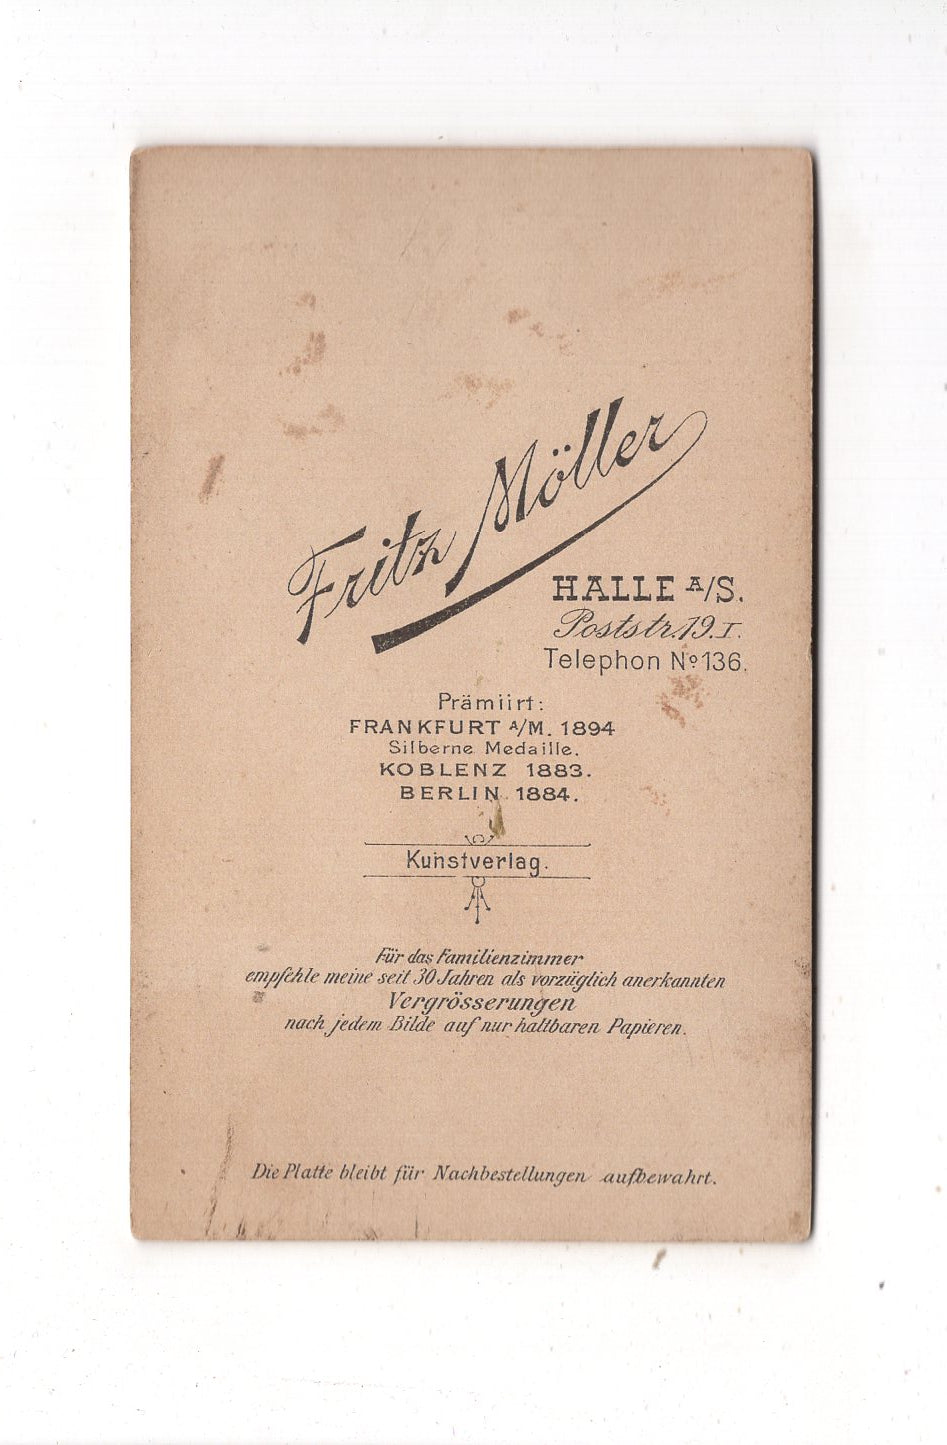 Fritz Möller
HALLE A/S.
Poststr. 19. I.
Telephon No 136.
Prämiirt:
FRANKFURT A/M. 1894
Silberne Medaille.
KOBLENZ 1883.
BERLIN 1884.
Kunstverlag.
Für das Familienzimmer
empfehle meine seit 30 Jahren als vorzüglich anerkannten
Vergrösserungen
nach jedem Bilde auf nur haltbaren Papieren.
Die Platte bleibt für Nachbestellungen aufbewahrt.